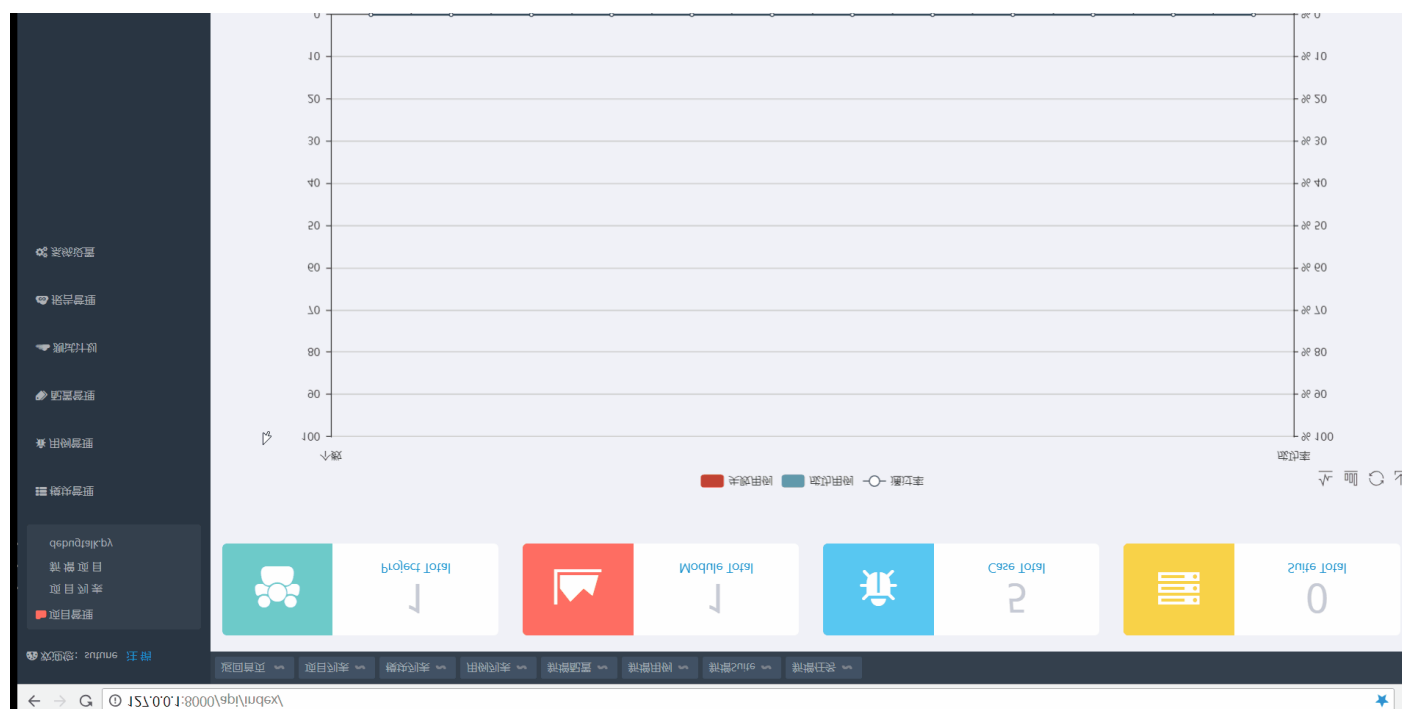 127.0.0.1:8000/api/index/
欢迎您: sutune 注销
返回首页 项目列表 模块列表 用例列表 新增配置 新增用例 新增Suite 新增任务
项目管理
项目列表
新增项目
debugtalk.py
模块管理
用例管理
配置管理
测试计划
报告管理
系统设置
1
Project Total
1
Module Total
5
Case Total
0
Suite Total
失败用例 成功用例 通过率
个数 成功率
100 % 100
90 % 90
80 % 80
70 % 70
60 % 60
50 % 50
40 % 40
30 % 30
20 % 20
10 % 10
0 % 0